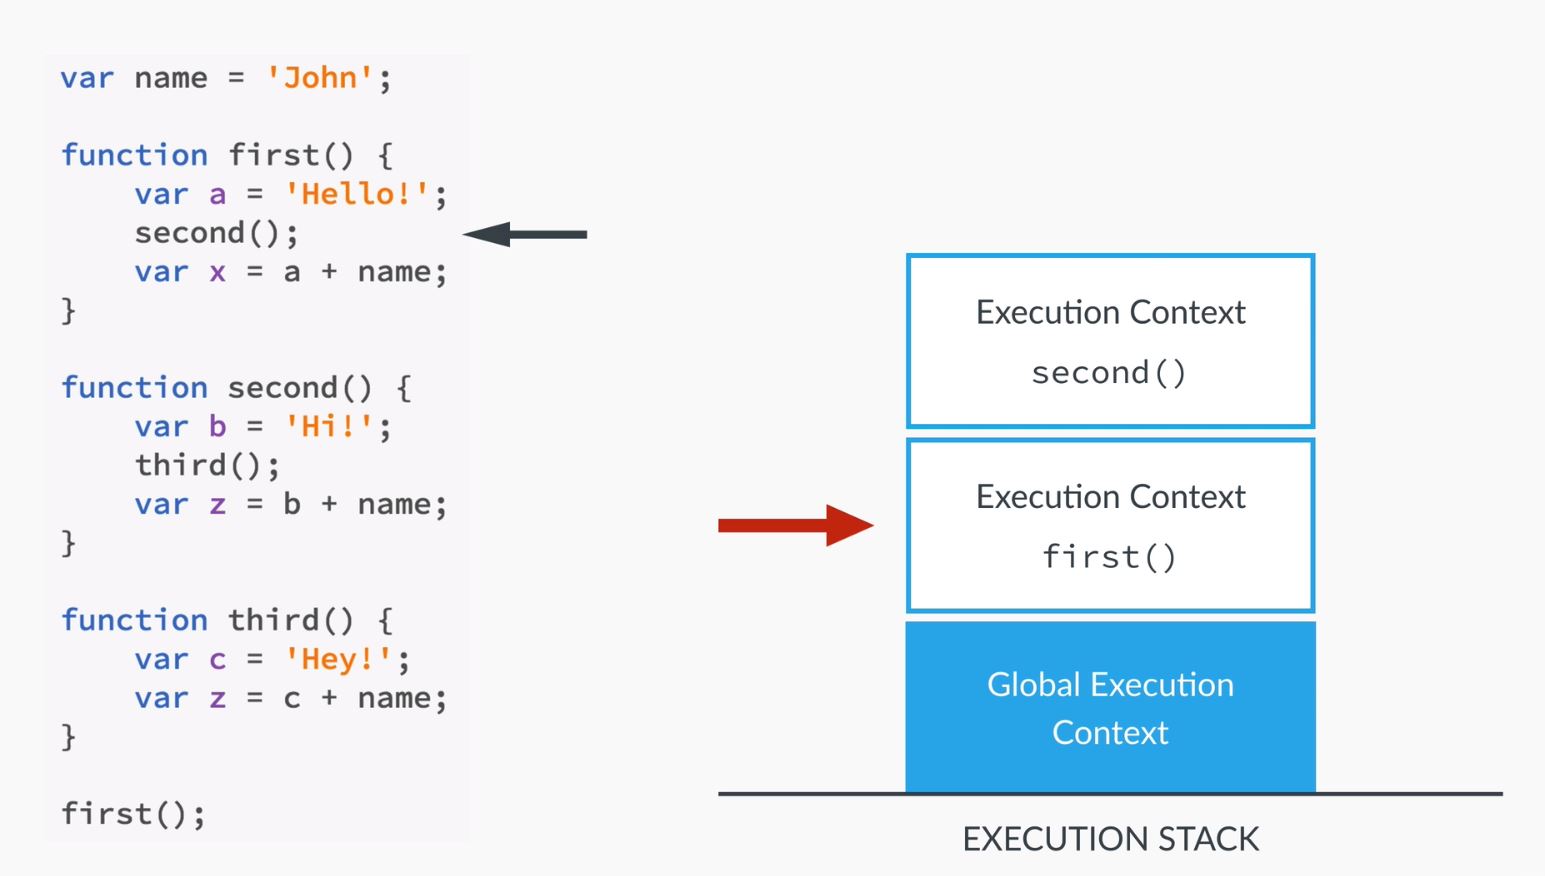 var name = 'John';
function first() {
    var a = 'Hello!';
    second();
    var x = a + name;
}
function second() {
    var b = 'Hi!';
    third();
    var z = b + name;
}
function third() {
    var c = 'Hey!';
    var z = c + name;
}
first();
Execution Context
second()
Execution Context
first()
Global Execution
Context
EXECUTION STACK